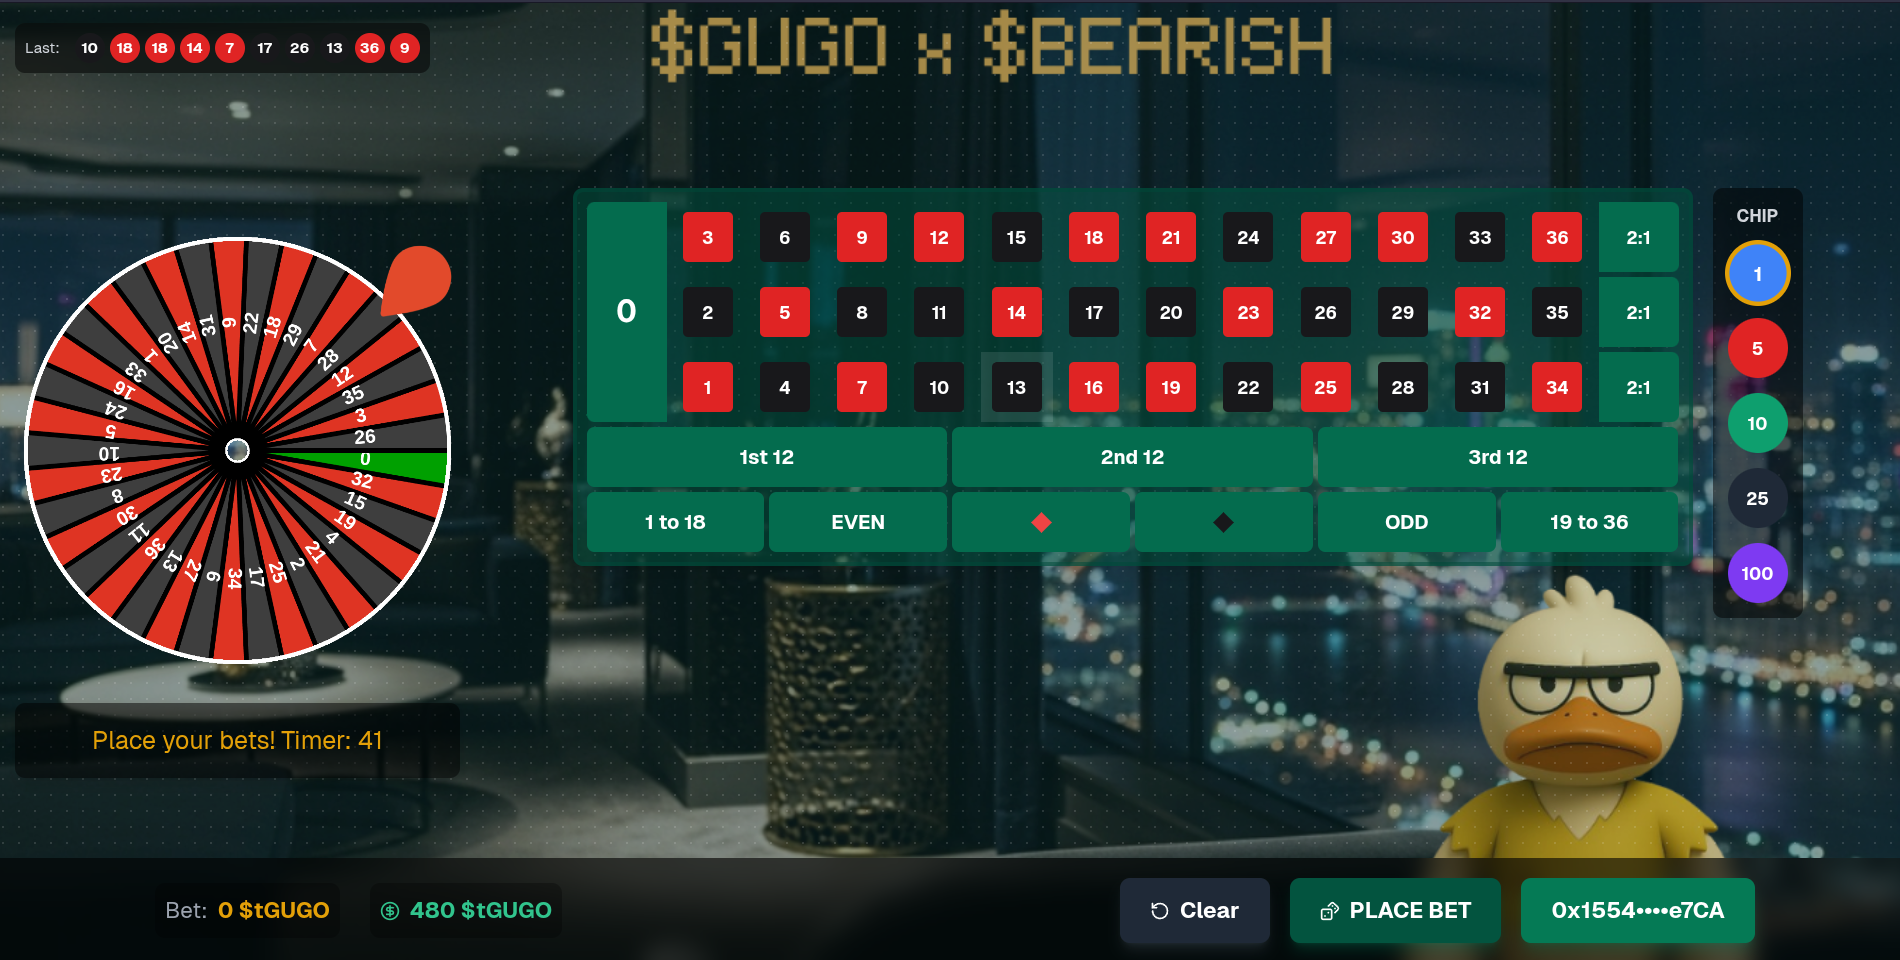 $GUGO x $BEARISH
Last: 10 18 18 14 7 17 26 13 36 9
0
3 6 9 12 15 18 21 24 27 30 33 36 2:1
2 5 8 11 14 17 20 23 26 29 32 35 2:1
1 4 7 10 13 16 19 22 25 28 31 34 2:1
1st 12 2nd 12 3rd 12
1 to 18 EVEN ODD 19 to 36
CHIP
1
5
10
25
100
0 32 15 19 4 21 2 25 17 34 6 27 13 36 11 30 8 23 10 5 24 16 33 1 20 14 31 9 22 18 29 7 28 12 35 3 26
Place your bets! Timer: 41
Bet: 0 $tGUGO
480 $tGUGO
Clear
PLACE BET
0x1554••••e7CA